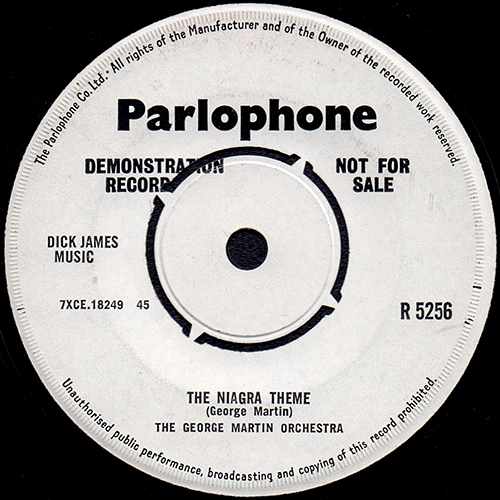 The Parlophone Co. Ltd. All rights of the Manufacturer and of the Owner of the recorded work reserved.
Parlophone
DEMONSTRATION RECORD
NOT FOR SALE
DICK JAMES
MUSIC
7XCE.18249 45
R 5256
THE NIAGRA THEME
(George Martin)
THE GEORGE MARTIN ORCHESTRA
Unauthorised public performance, broadcasting and copying of this record prohibited.